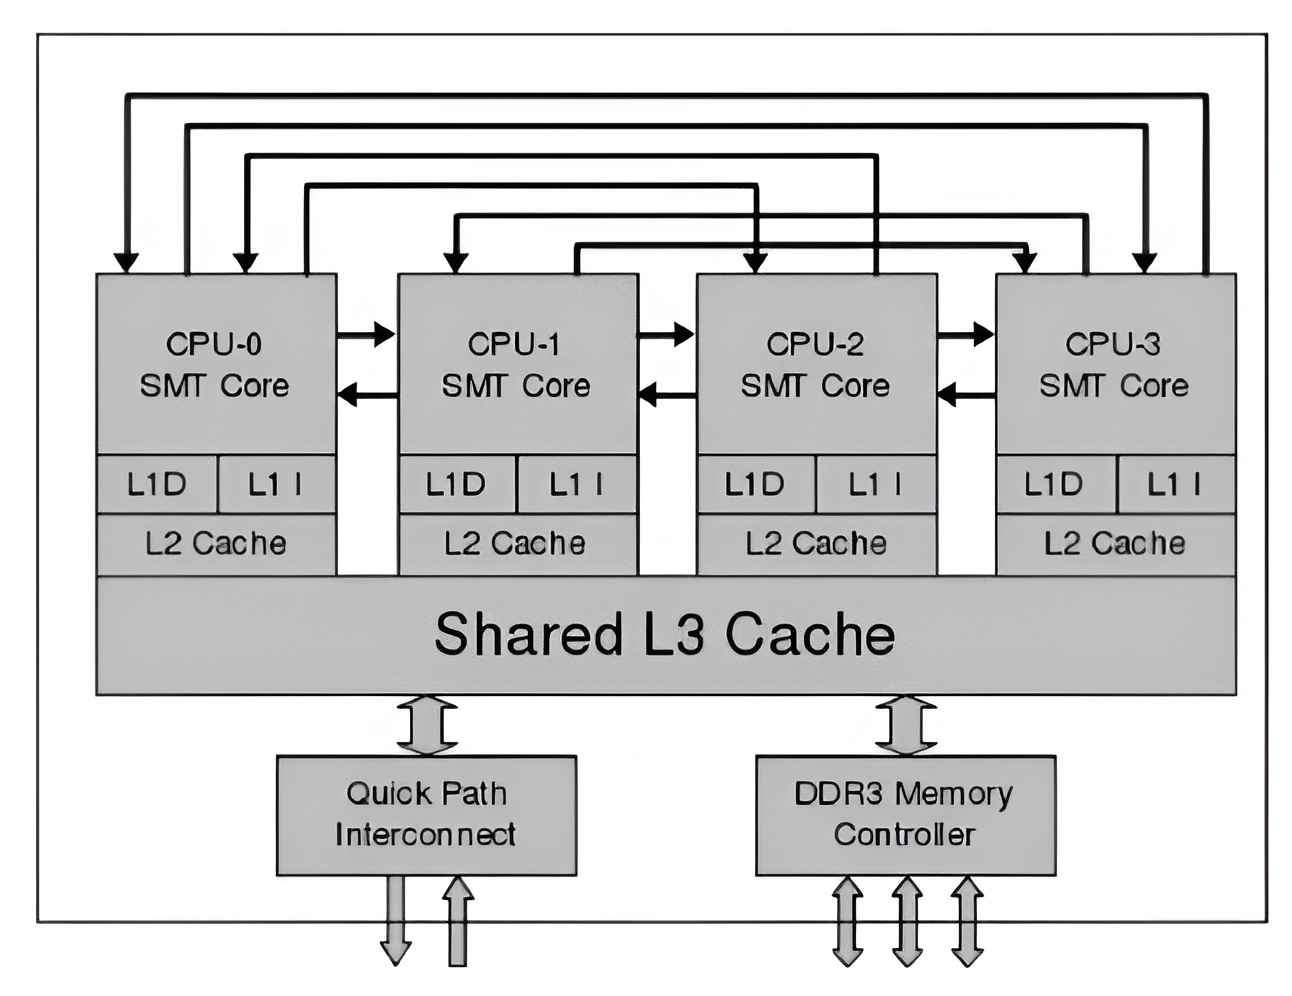 CPU-0
SMT Core
CPU-1
SMT Core
CPU-2
SMT Core
CPU-3
SMT Core
L1D
L1 I
L1D
L1 I
L1D
L1 I
L1D
L1 I
L2 Cache
L2 Cache
L2 Cache
L2 Cache
Shared L3 Cache
Quick Path
Interconnect
DDR3 Memory
Controller